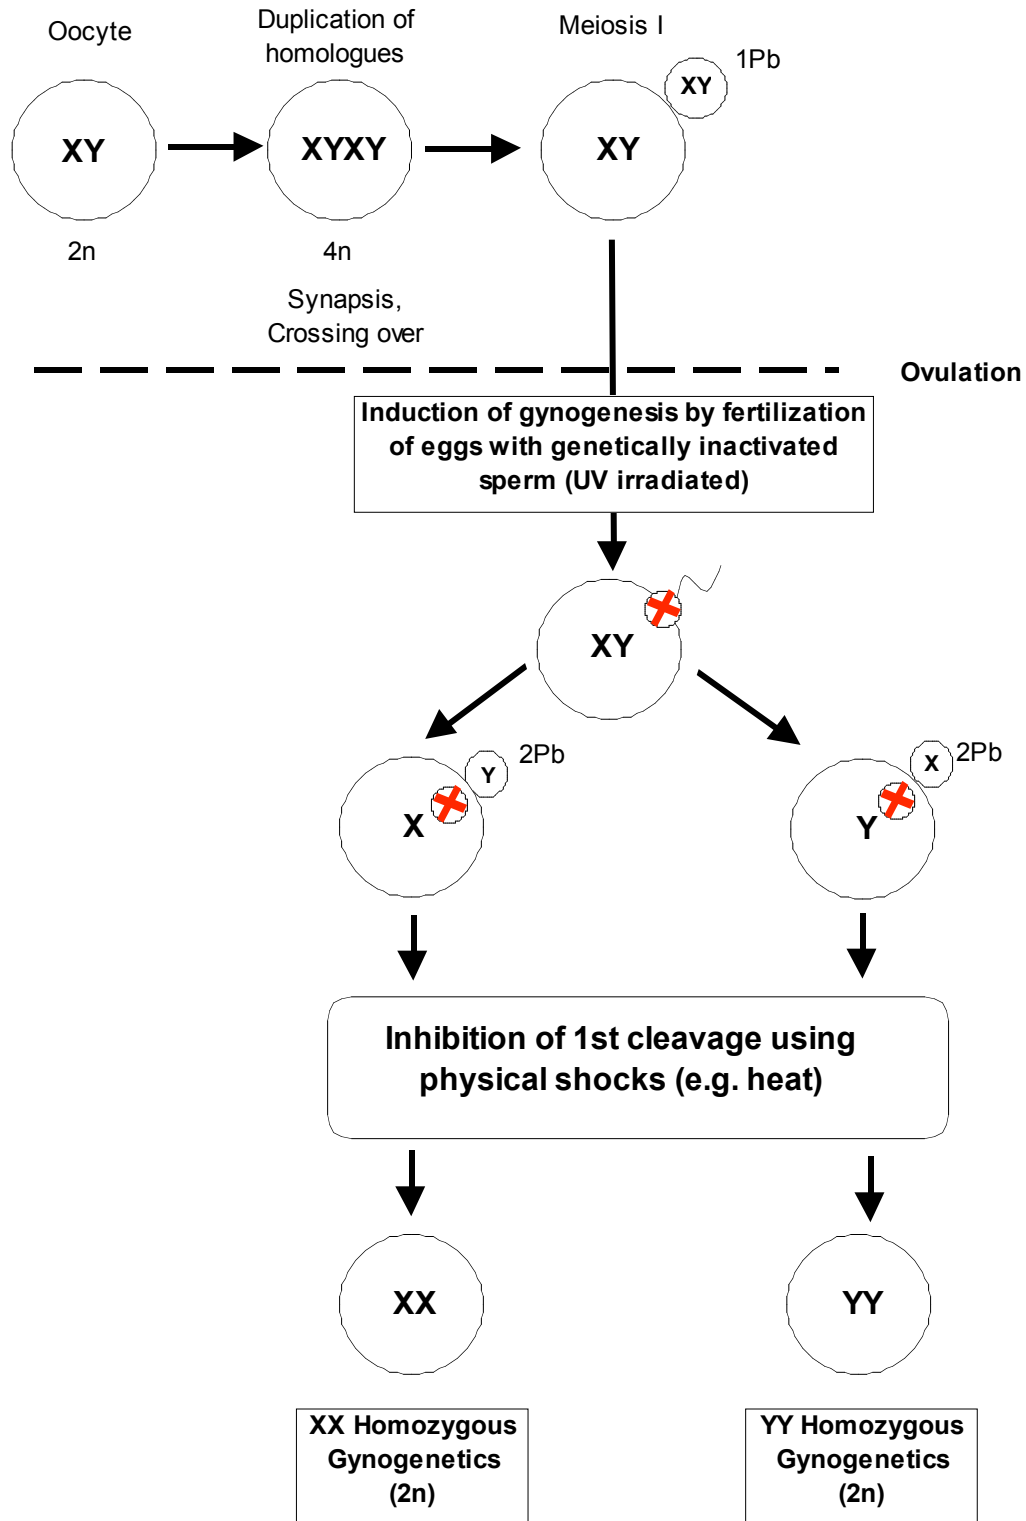 Oocyte
Duplication of
homologues
Meiosis I
1Pb
XY
XY
XYXY
XY
2n
4n
Synapsis,
Crossing over
Ovulation
Induction of gynogenesis by fertilization
of eggs with genetically inactivated
sperm (UV irradiated)
XY
Y
2Pb
X
X
2Pb
Y
Inhibition of 1st cleavage using
physical shocks (e.g. heat)
XX
YY
XX Homozygous
Gynogenetics
(2n)
YY Homozygous
Gynogenetics
(2n)